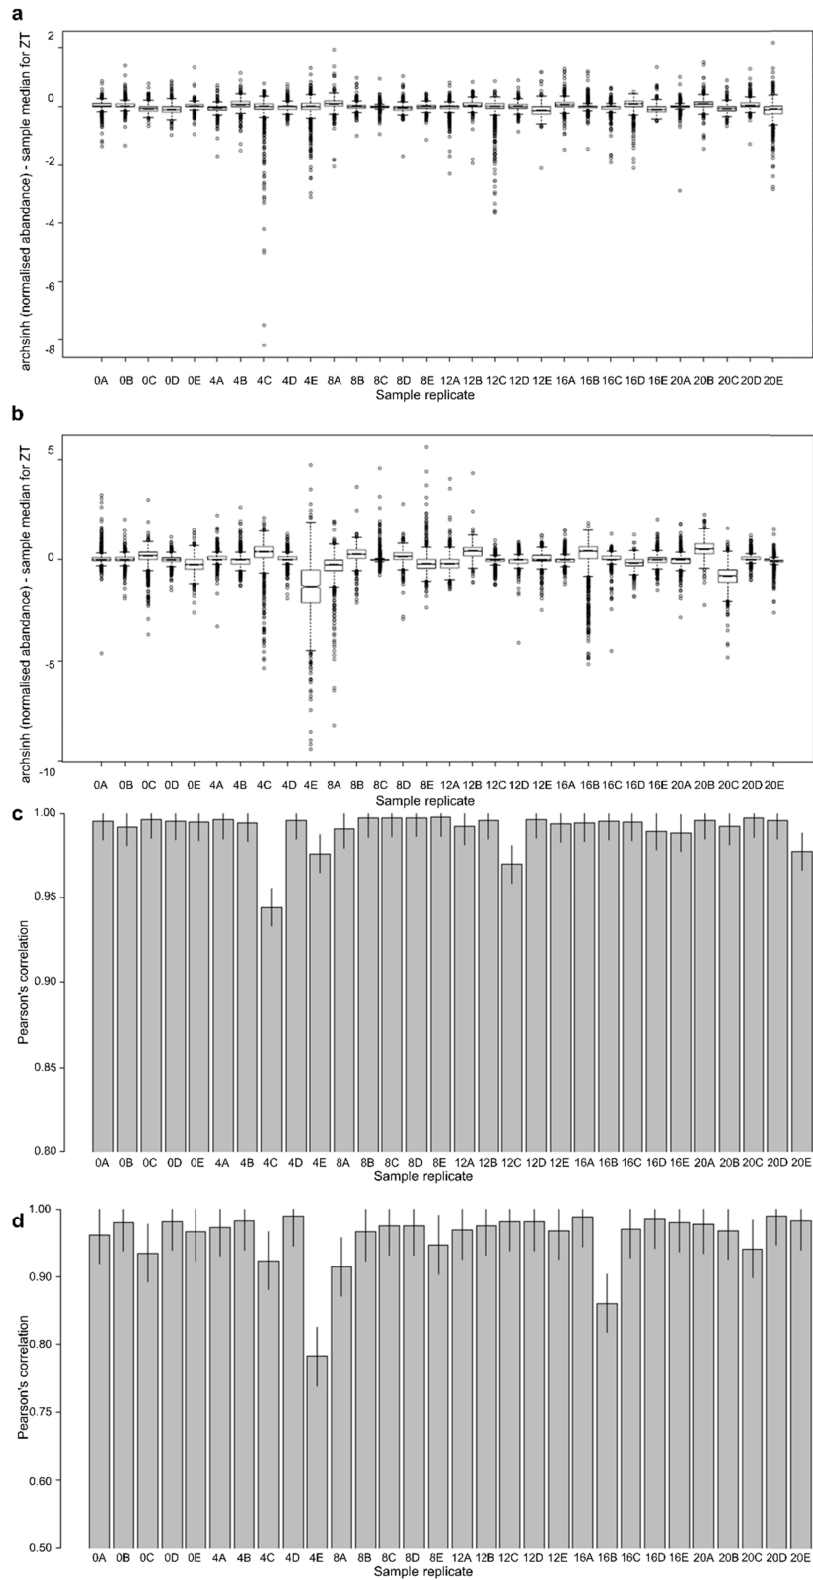 a
archsinh (normalised abandance) - sample median for ZT
2
0
-2
-4
-6
-8
0A 0B 0C 0D 0E 4A 4B 4C 4D 4E 8A 8B 8C 8D 8E 12A 12B 12C 12D 12E 16A 16B 16C 16D 16E 20A 20B 20C 20D 20E
Sample replicate
b
archsinh (normalised abandance) - sample median for ZT
5
0
-5
-10
0A 0B 0C 0D 0E 4A 4B 4C 4D 4E 8A 8B 8C 8D 8E 12A 12B 12C 12D 12E 16A 16B 16C 16D 16E 20A 20B 20C 20D 20E
Sample replicate
c
Pearson's correlation
1.00
0.95
0.90
0.85
0.80
0A 0B 0C 0D 0E 4A 4B 4C 4D 4E 8A 8B 8C 8D 8E 12A 12B 12C 12D 12E 16A 16B 16C 16D 16E 20A 20B 20C 20D 20E
Sample replicate
d
Pearson's correlation
1.00
0.90
0.80
0.75
0.60
0.50
0A 0B 0C 0D 0E 4A 4B 4C 4D 4E 8A 8B 8C 8D 8E 12A 12B 12C 12D 12E 16A 16B 16C 16D 16E 20A 20B 20C 20D 20E
Sample replicate